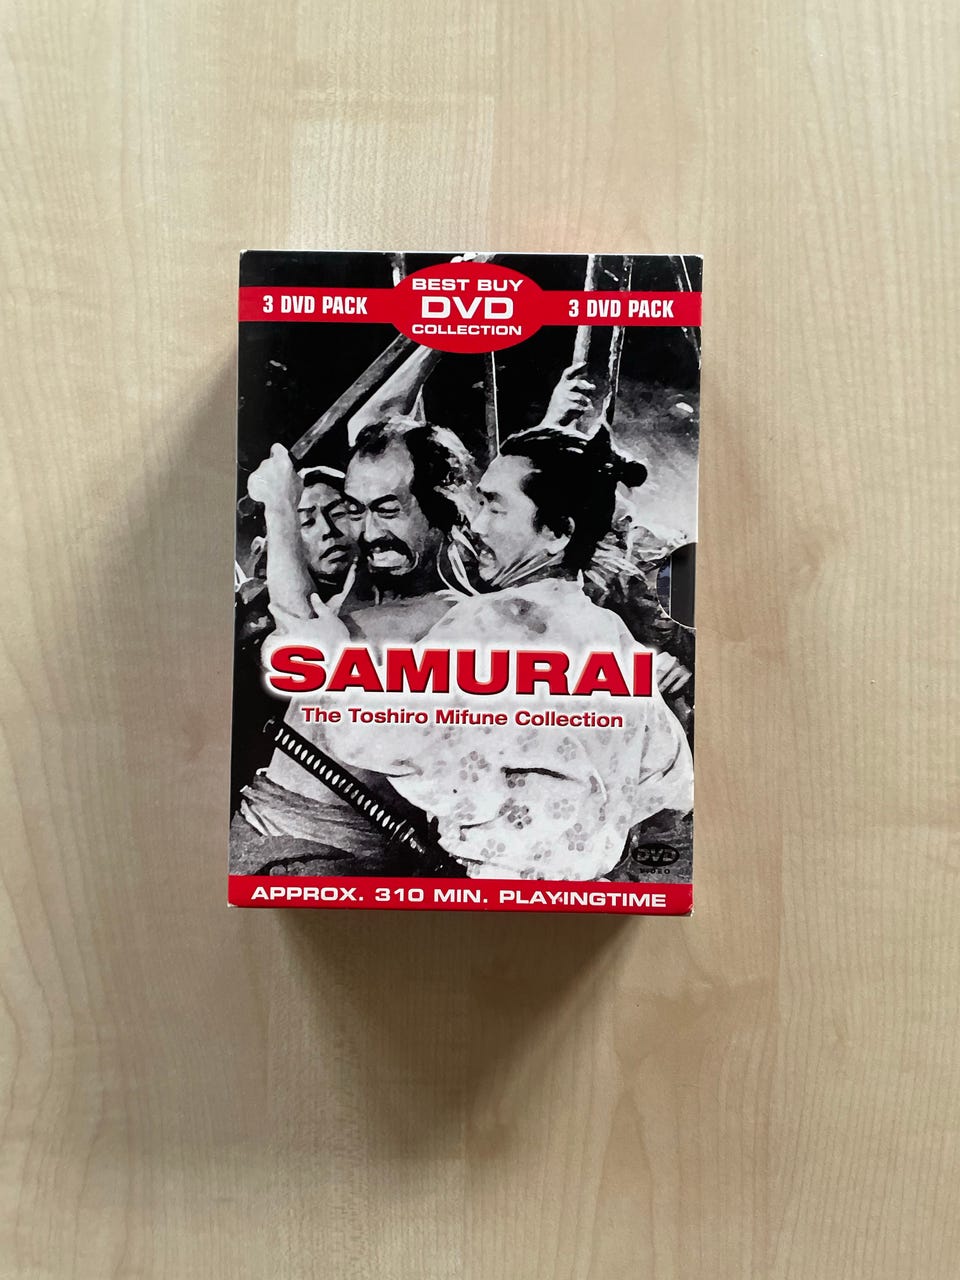 BEST BUY
3 DVD PACK DVD 3 DVD PACK
COLLECTION
SAMURAI
The Toshiro Mifune Collection
DVD
VIDEO
APPROX. 310 MIN. PLAYINGTIME